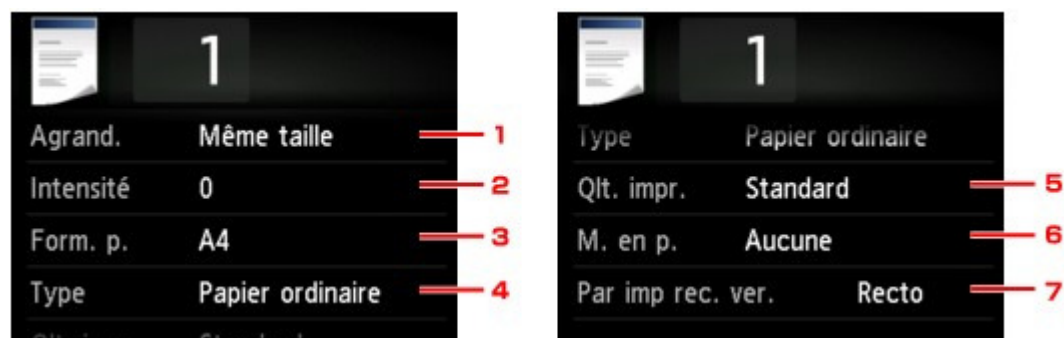 1
Agrand. Même taille 1
Intensité 0 2
Form. p. A4 3
Type Papier ordinaire 4
1
Type Papier ordinaire
Qlt. impr. Standard 5
M. en p. Aucune 6
Par imp rec. ver. Recto 7